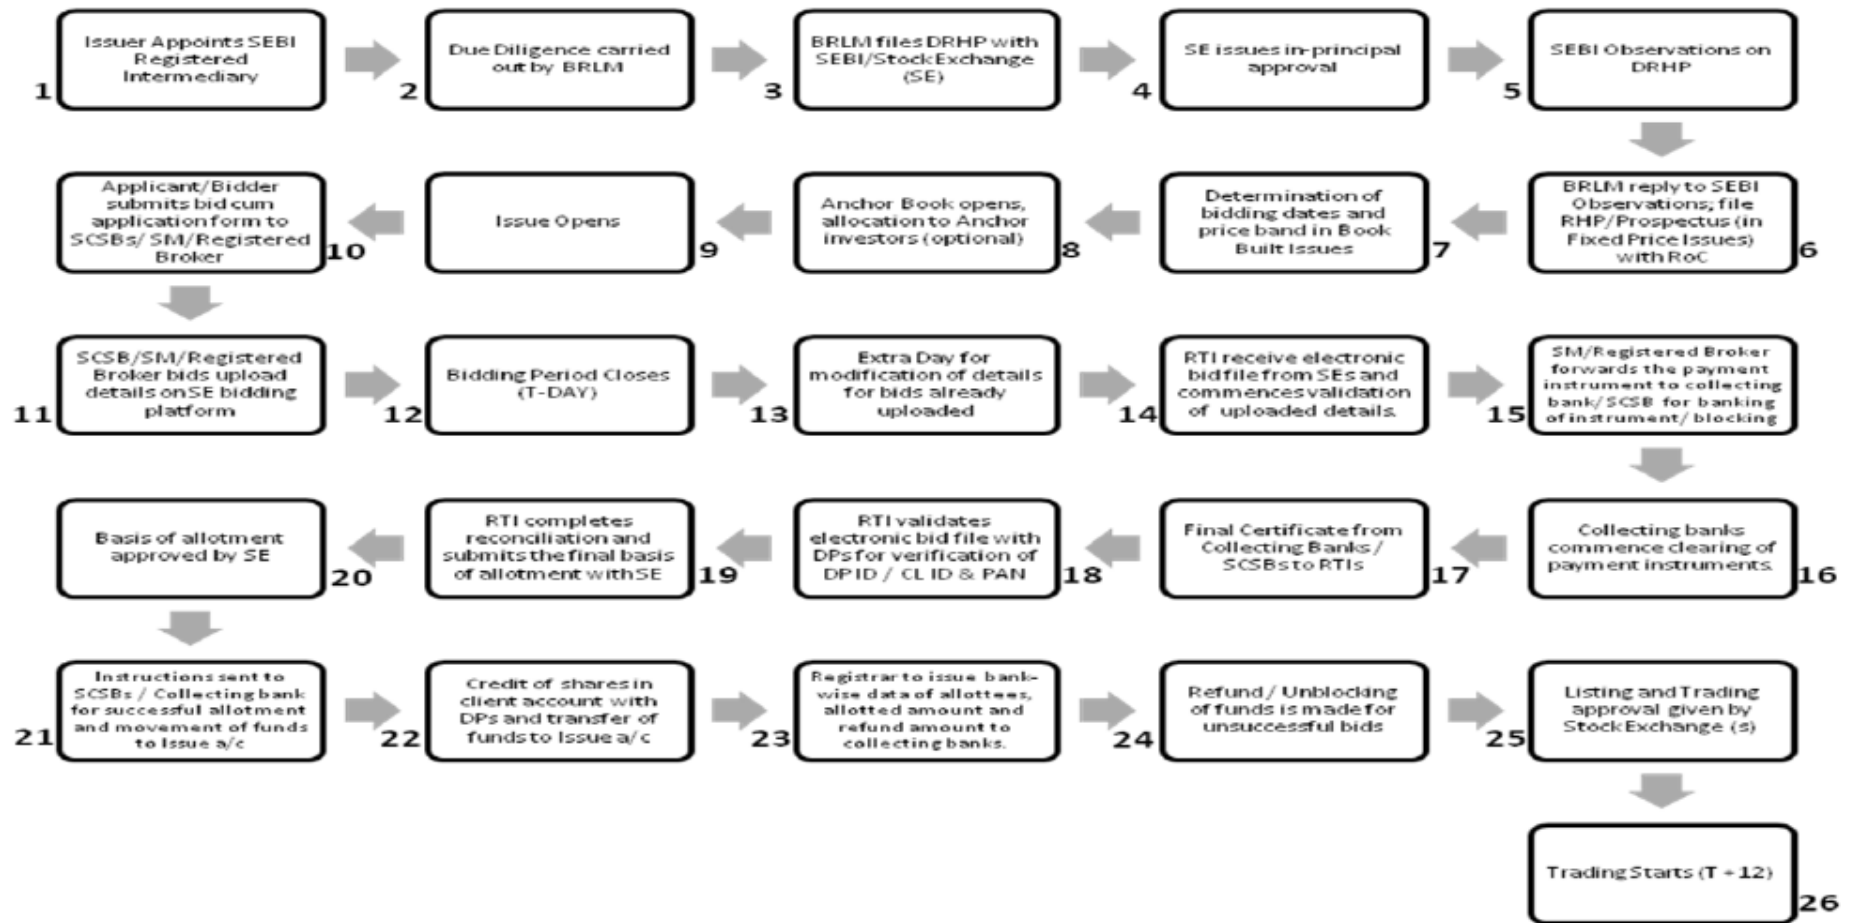 Issuer Appoints SEBI
Registered
Intermediary
1
Due Diligence carried
out by BRLM
2
BRLM files DRHP with
SEBI/Stock Exchange
(SE)
3
SE issues in-principal
approval
4
SEBI Observations on
DRHP
5
BRLM reply to SEBI
Observations; file
RHP/Prospectus (in
Fixed Price Issues)
with RoC
6
Determination of
bidding dates and
price band in Book
Built Issues
7
Anchor Book opens,
allocation to Anchor
investors (optional)
8
Issue Opens
9
Applicant/Bidder
submits bid cum
application form to
SCSBs/ SM/Registered
Broker
10
SCSB/SM/Registered
Broker bids upload
details on SE bidding
platform
11
Bidding Period Closes
(T-DAY)
12
Extra Day for
modification of details
for bids already
uploaded
13
RTI receive electronic
bid file from SEs and
commences validation
of uploaded details.
14
SM/Registered Broker
forwards the payment
instrument to collecting
bank/ SCSB for banking
of instrument/ blocking
15
Collecting banks
commence clearing of
payment instruments.
16
Final Certificate from
Collecting Banks /
SCSBs to RTIs
17
RTI validates
electronic bid file with
DPs for verification of
DP ID / CL ID & PAN
18
RTI completes
reconciliation and
submits the final basis
of allotment with SE
19
Basis of allotment
approved by SE
20
Instructions sent to
SCSBs / Collecting bank
for successful allotment
and movement of funds
to Issue a/c
21
Credit of shares in
client account with
DPs and transfer of
funds to Issue a/c
22
Registrar to issue bank-
wise data of allottees,
allotted amount and
refund amount to
collecting banks.
23
Refund / Unblocking
of funds is made for
unsuccessful bids
24
Listing and Trading
approval given by
Stock Exchange (s)
25
Trading Starts (T + 12)
26